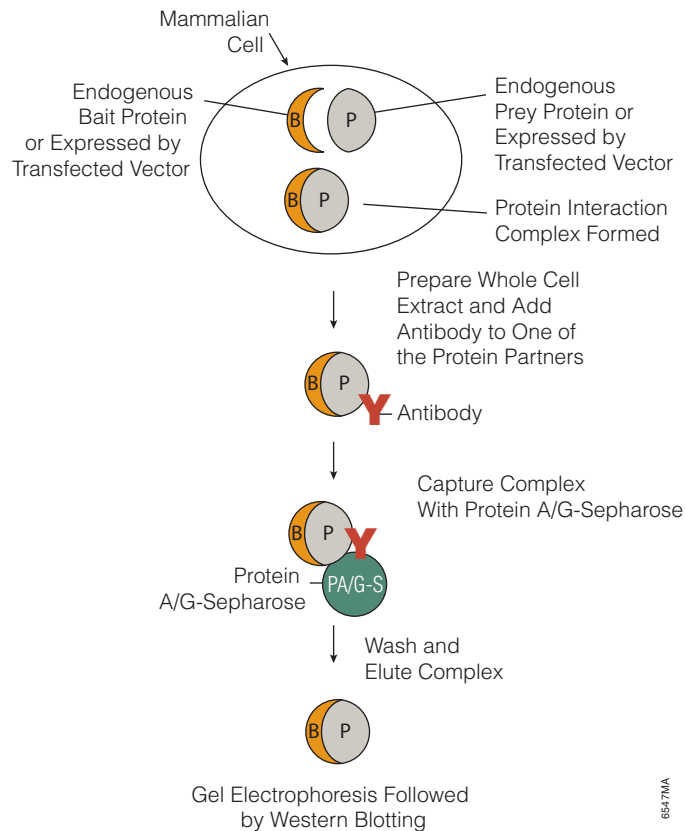 Mammalian
Cell
Endogenous
Bait Protein
or Expressed by
Transfected Vector
B
P
Endogenous
Prey Protein or
Expressed by
Transfected Vector
B
P
Protein Interaction
Complex Formed
Prepare Whole Cell
Extract and Add
Antibody to One of
the Protein Partners
B
P
Antibody
Capture Complex
With Protein A/G-Sepharose
B
P
Protein
A/G-Sepharose
PA/G-S
Wash and
Elute Complex
B
P
Gel Electrophoresis Followed
by Western Blotting
6547MA